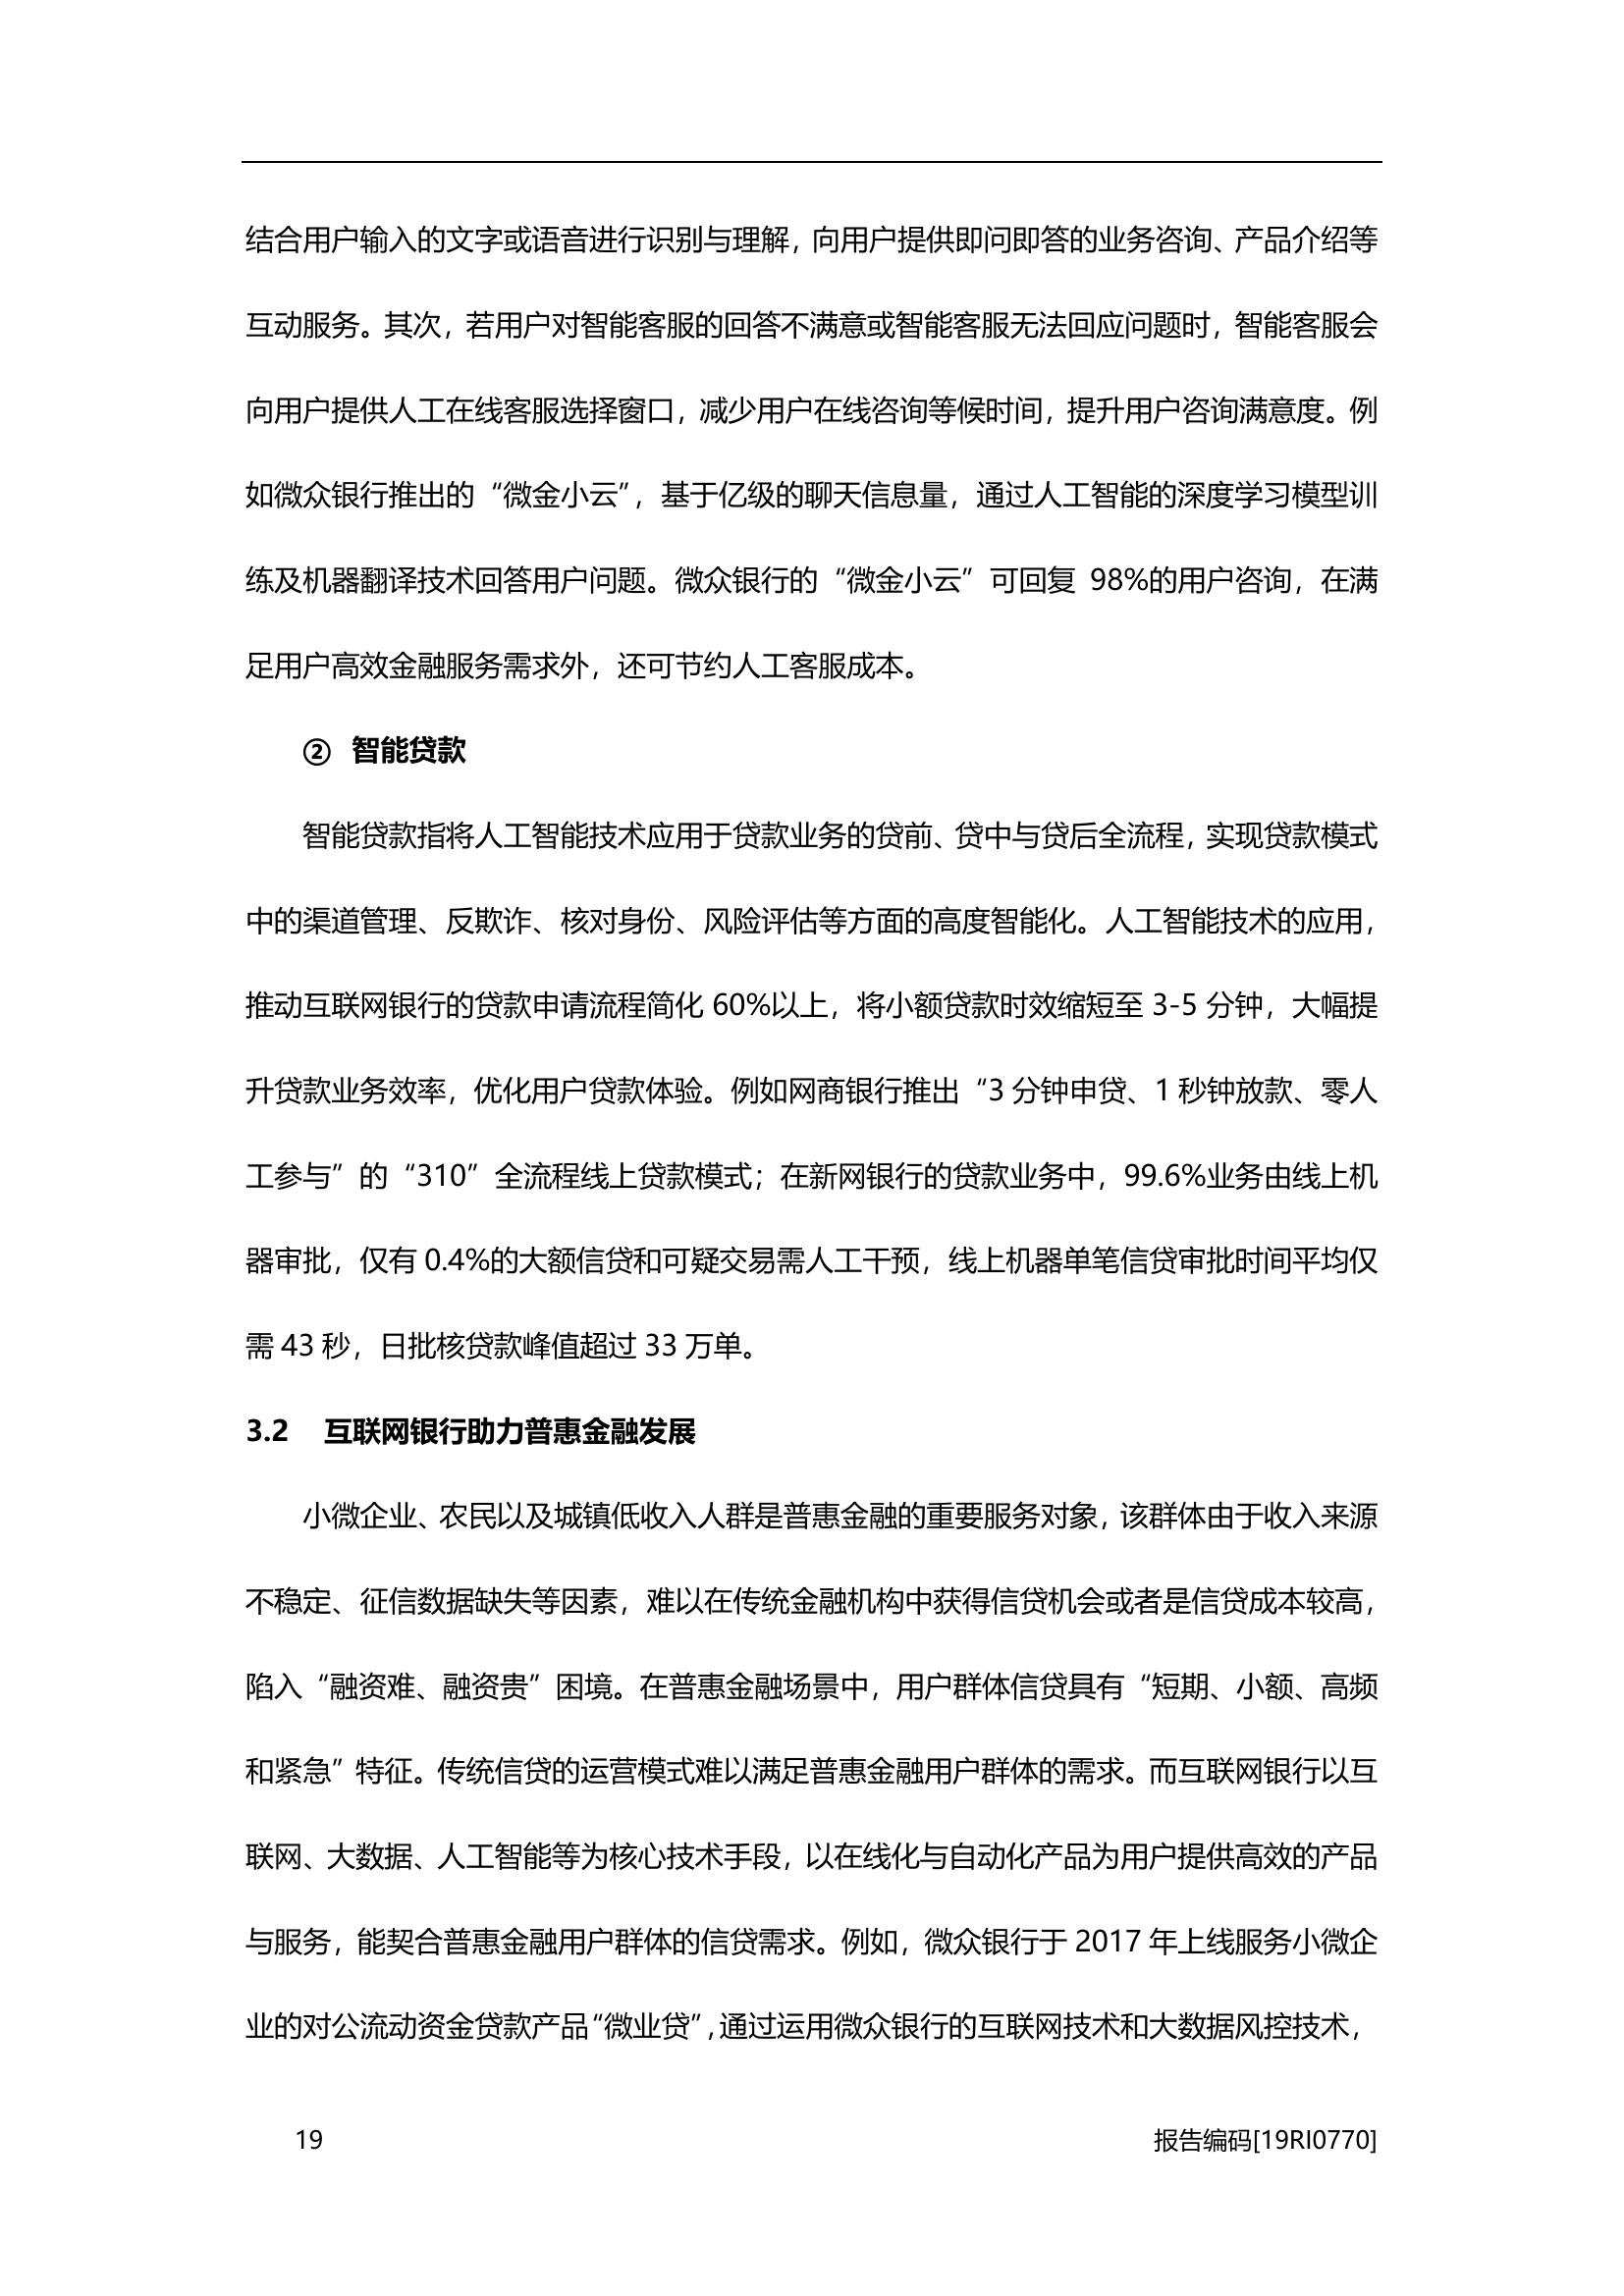 结合用户输入的文字或语音进行识别与理解，向用户提供即问即答的业务咨询、产品介绍等
互动服务。其次，若用户对智能客服的回答不满意或智能客服无法回应问题时，智能客服会
向用户提供人工在线客服选择窗口，减少用户在线咨询等候时间，提升用户咨询满意度。例
如微众银行推出的“微金小云”，基于亿级的聊天信息量，通过人工智能的深度学习模型训
练及机器翻译技术回答用户问题。微众银行的“微金小云”可回复 98%的用户咨询，在满
足用户高效金融服务需求外，还可节约人工客服成本。
② 智能贷款
智能贷款指将人工智能技术应用于贷款业务的贷前、贷中与贷后全流程，实现贷款模式
中的渠道管理、反欺诈、核对身份、风险评估等方面的高度智能化。人工智能技术的应用，
推动互联网银行的贷款申请流程简化 60%以上，将小额贷款时效缩短至 3-5 分钟，大幅提
升贷款业务效率，优化用户贷款体验。例如网商银行推出“3 分钟申贷、1 秒钟放款、零人
工参与”的“310”全流程线上贷款模式；在新网银行的贷款业务中，99.6%业务由线上机
器审批，仅有 0.4%的大额信贷和可疑交易需人工干预，线上机器单笔信贷审批时间平均仅
需 43 秒，日批核贷款峰值超过 33 万单。
3.2 互联网银行助力普惠金融发展
小微企业、农民以及城镇低收入人群是普惠金融的重要服务对象，该群体由于收入来源
不稳定、征信数据缺失等因素，难以在传统金融机构中获得信贷机会或者是信贷成本较高，
陷入“融资难、融资贵”困境。在普惠金融场景中，用户群体信贷具有“短期、小额、高频
和紧急”特征。传统信贷的运营模式难以满足普惠金融用户群体的需求。而互联网银行以互
联网、大数据、人工智能等为核心技术手段，以在线化与自动化产品为用户提供高效的产品
与服务，能契合普惠金融用户群体的信贷需求。例如，微众银行于 2017 年上线服务小微企
业的对公流动资金贷款产品“微业贷”，通过运用微众银行的互联网技术和大数据风控技术，
19 报告编码[19RI0770]